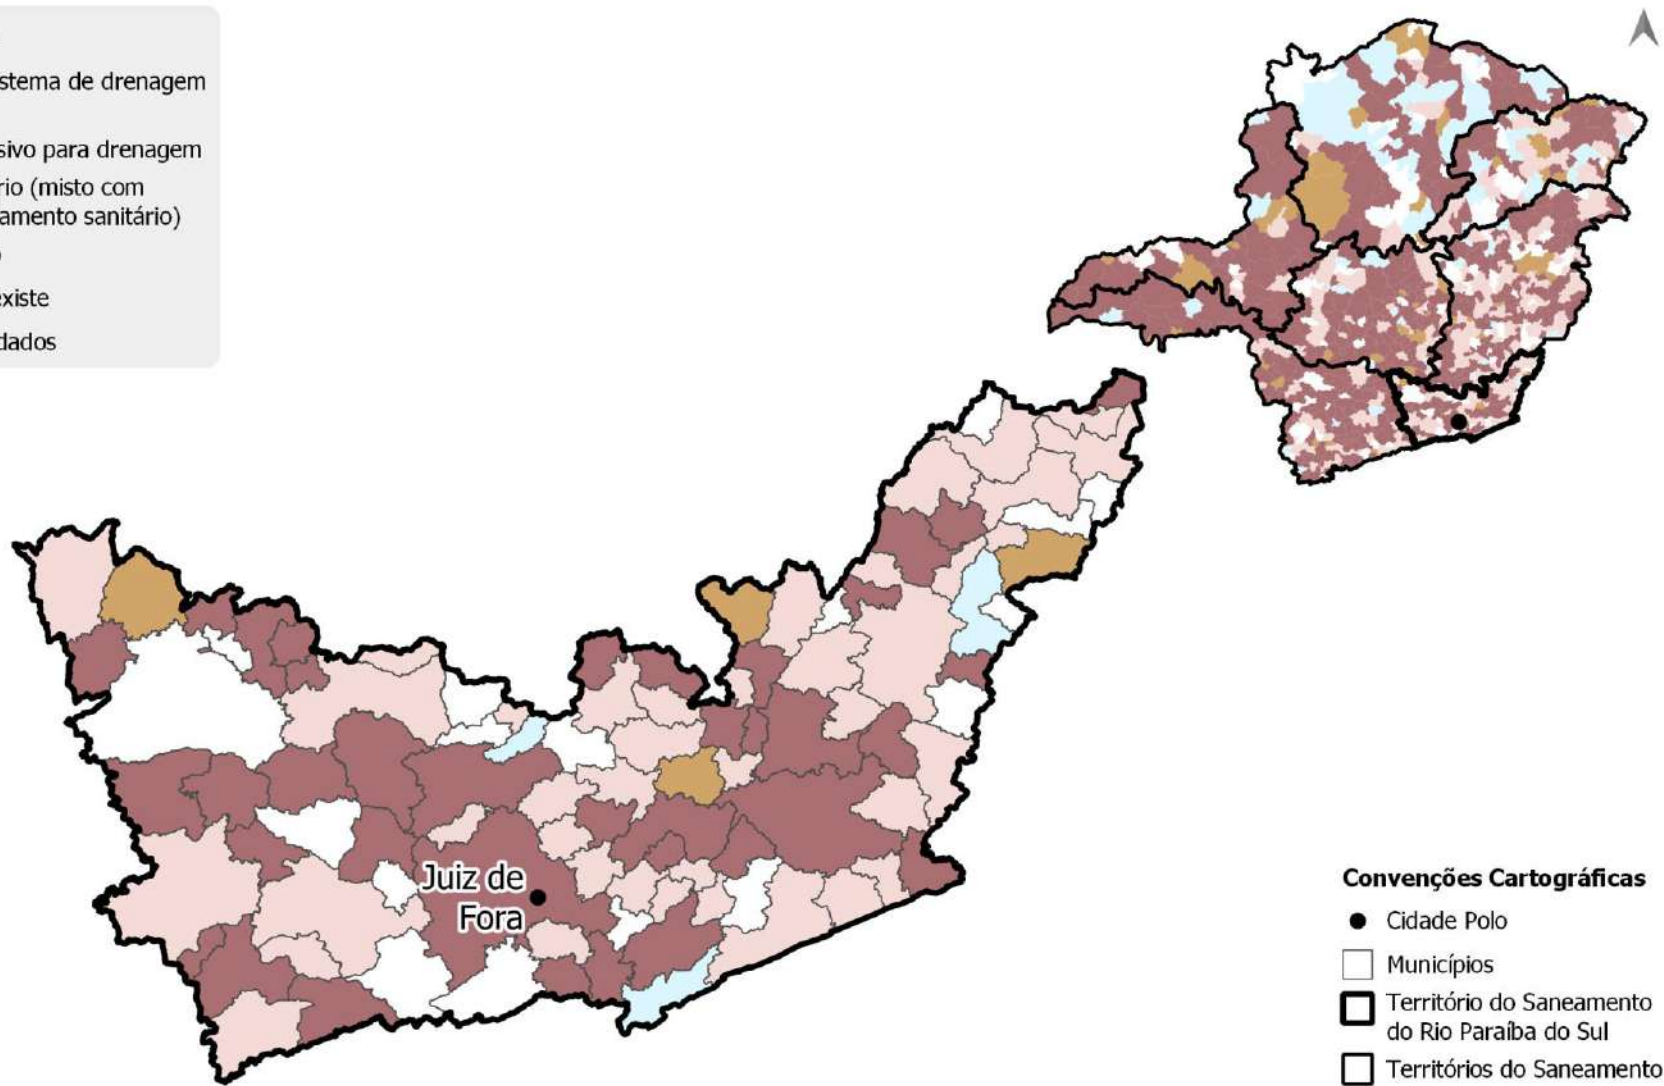 stema de drenagem
sivo para drenagem
rio (misto com
amento sanitário)
existe
dados
Juiz de
Fora
Convenções Cartográficas
Cidade Polo
Municípios
Território do Saneamento
do Rio Paraíba do Sul
Territórios do Saneamento